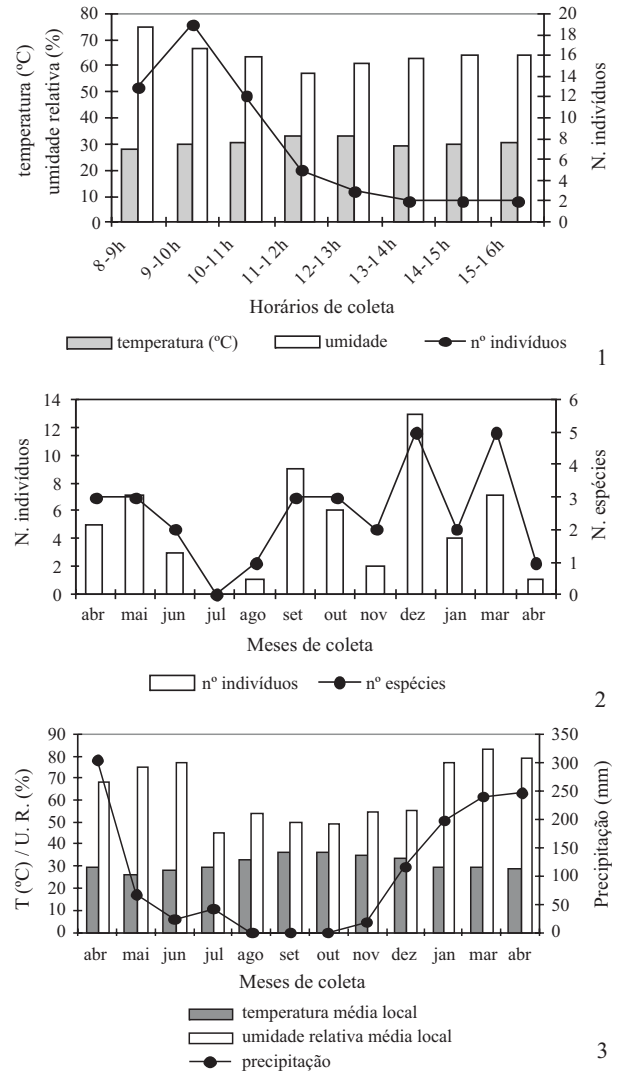 temperatura (ºC)
umidade relativa (%)
80
70
60
50
40
30
20
10
0
20
18
16
14
12
10
8
6
4
2
0
N. indivíduos
8-9h
9-10h
10-11h
11-12h
12-13h
13-14h
14-15h
15-16h
Horários de coleta
temperatura (ºC)
umidade
nº indivíduos
1
N. indivíduos
14
12
10
8
6
4
2
0
6
5
4
3
2
1
0
N. espécies
abr mai jun jul ago set out nov dez jan mar abr
Meses de coleta
nº indivíduos
nº espécies
2
T (ºC) / U. R. (%)
90
80
70
60
50
40
30
20
10
0
350
300
250
200
150
100
50
0
Precipitação (mm)
abr mai jun jul ago set out nov dez jan mar abr
Meses de coleta
temperatura média local
umidade relativa média local
precipitação
3